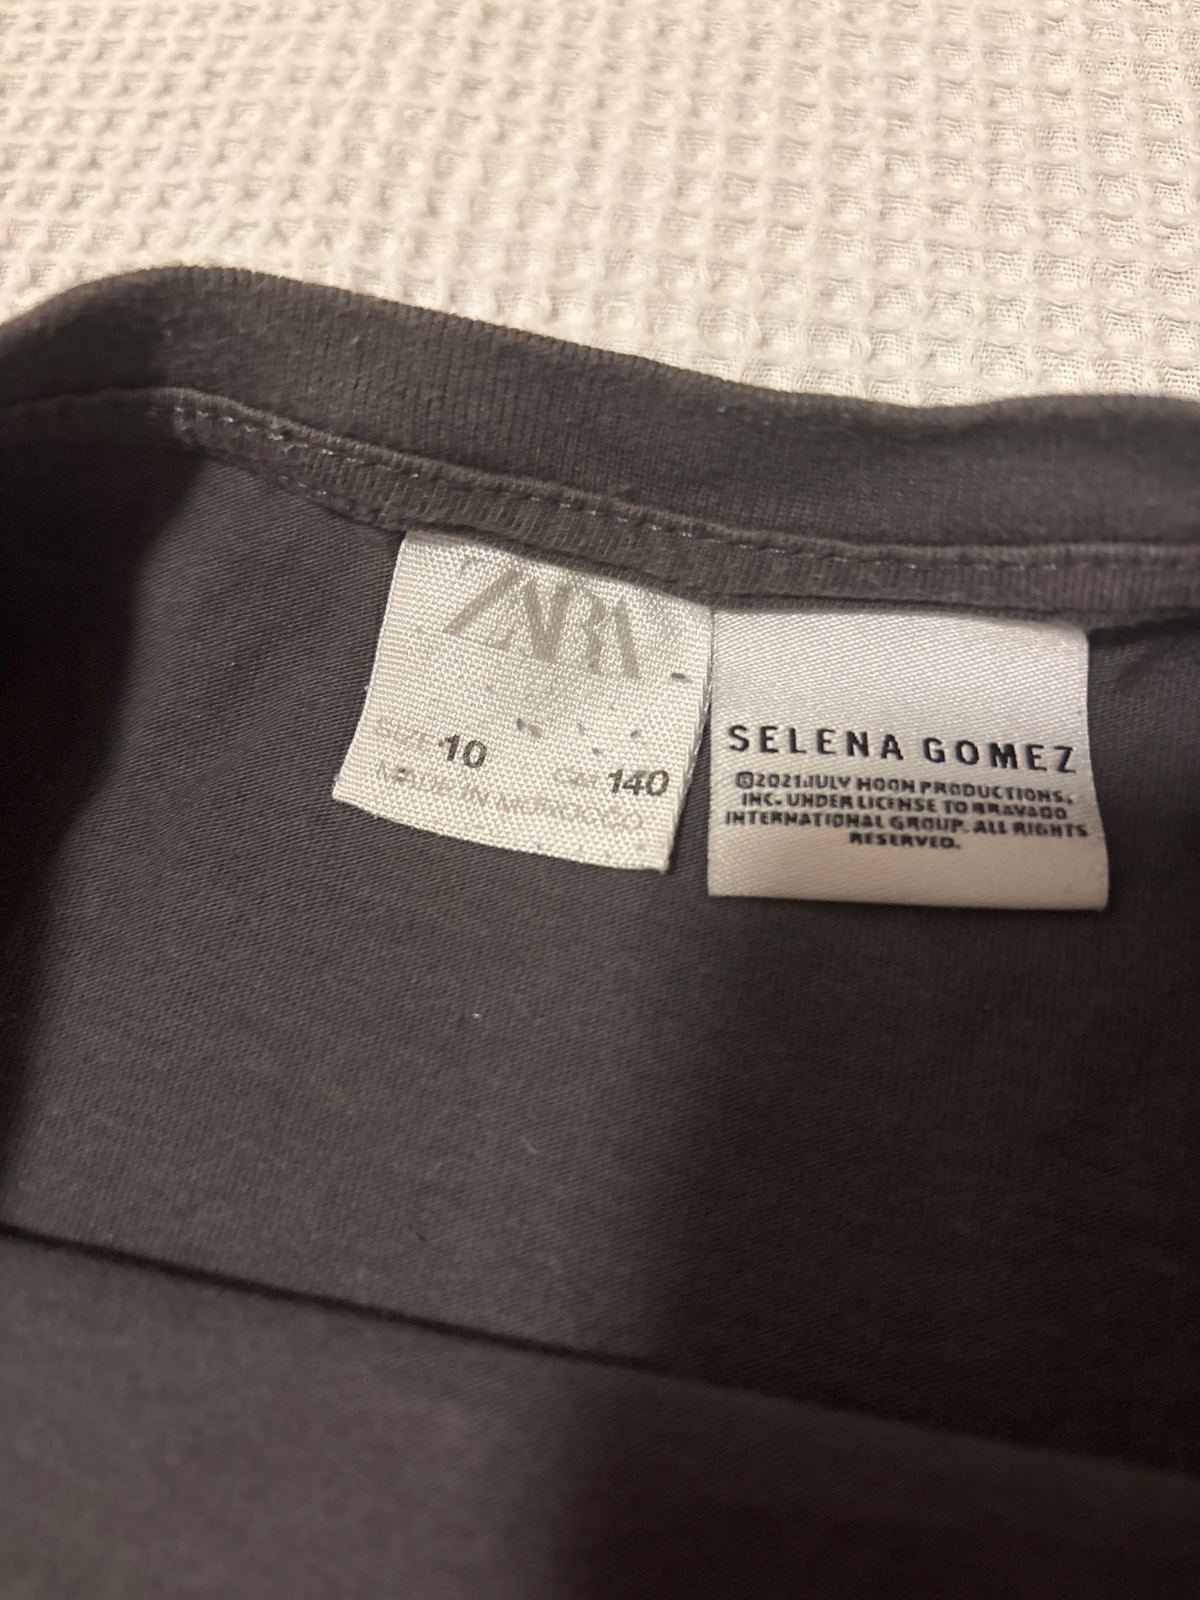 ZARA
SIZE 10
CM 140
MADE IN MOROCCO
SELENA GOMEZ
©2021 JULY MOON PRODUCTIONS,
INC. UNDER LICENSE TO BRAVADO
INTERNATIONAL GROUP. ALL RIGHTS
RESERVED.